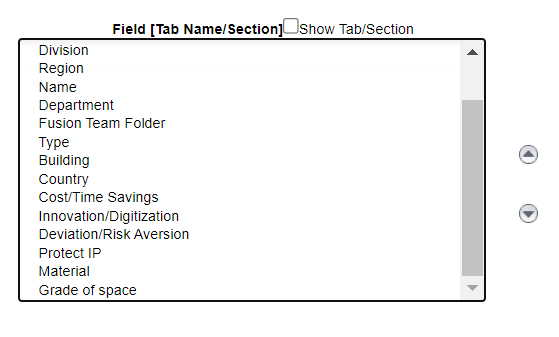 Field [Tab Name/Section] Show Tab/Section
Division
Region
Name
Department
Fusion Team Folder
Type
Building
Country
Cost/Time Savings
Innovation/Digitization
Deviation/Risk Aversion
Protect IP
Material
Grade of space